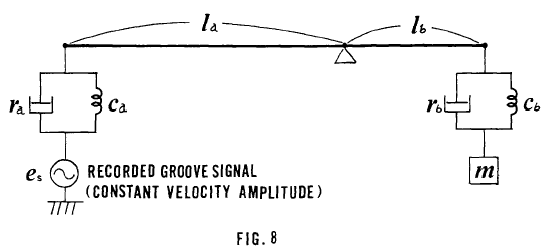 la lb
ra ca rb cb
es RECORDED GROOVE SIGNAL
(CONSTANT VELOCITY AMPLITUDE)
m
FIG. 8